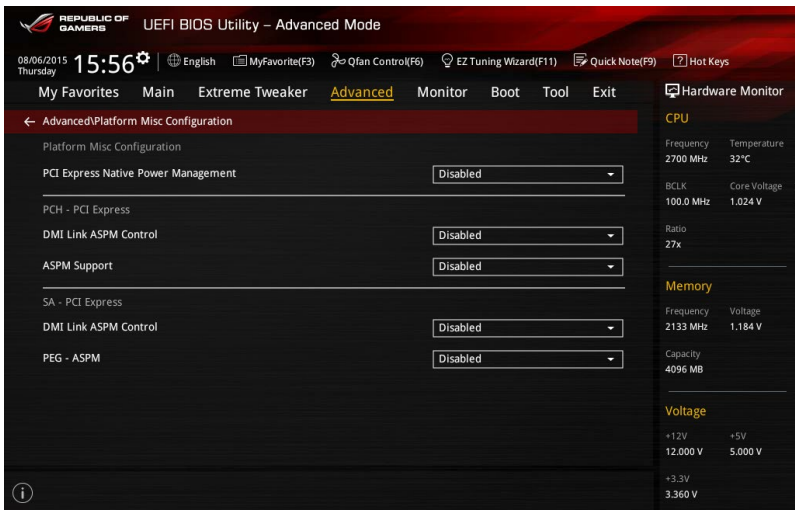 REPUBLIC OF
GAMERS
UEFI BIOS Utility – Advanced Mode
08/06/2015
Thursday
15:56
English
MyFavorite(F3)
Qfan Control(F6)
EZ Tuning Wizard(F11)
Quick Note(F9)
? Hot Keys
My Favorites Main Extreme Tweaker Advanced Monitor Boot Tool Exit
← Advanced\Platform Misc Configuration
Platform Misc Configuration
PCI Express Native Power Management Disabled
PCH - PCI Express
DMI Link ASPM Control Disabled
ASPM Support Disabled
SA - PCI Express
DMI Link ASPM Control Disabled
PEG - ASPM Disabled
i
Hardware Monitor
CPU
Frequency Temperature
2700 MHz 32°C
BCLK Core Voltage
100.0 MHz 1.024 V
Ratio
27x
Memory
Frequency Voltage
2133 MHz 1.184 V
Capacity
4096 MB
Voltage
+12V +5V
12.000 V 5.000 V
+3.3V
3.360 V